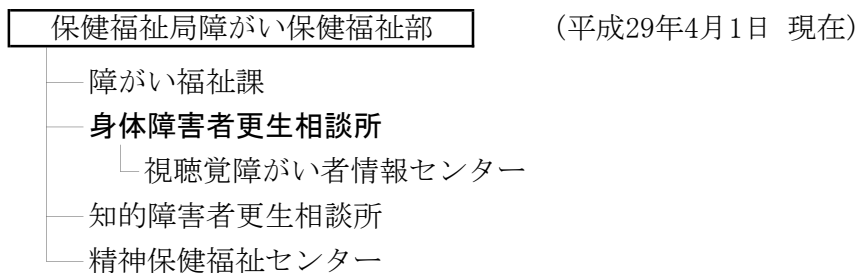 保健福祉局障がい保健福祉部 (平成29年4月1日 現在)
障がい福祉課
身体障害者更生相談所
視聴覚障がい者情報センター
知的障害者更生相談所
精神保健福祉センター